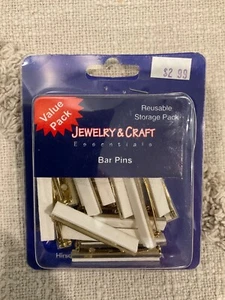 $2.99
Value
Pack
Reusable
Storage Pack
JEWELRY & CRAFT
Essentials
Bar Pins